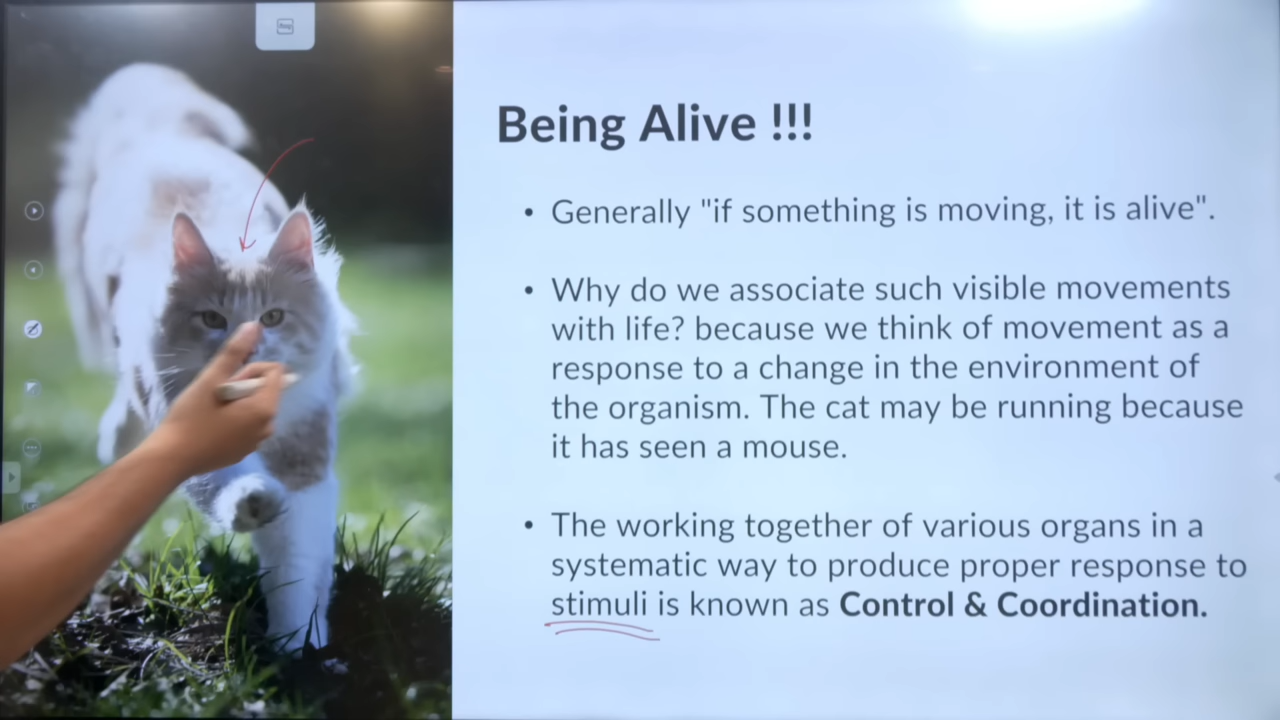 Being Alive !!!
• Generally "if something is moving, it is alive".
• Why do we associate such visible movements
with life? because we think of movement as a
response to a change in the environment of
the organism. The cat may be running because
it has seen a mouse.
• The working together of various organs in a
systematic way to produce proper response to
stimuli is known as Control & Coordination.